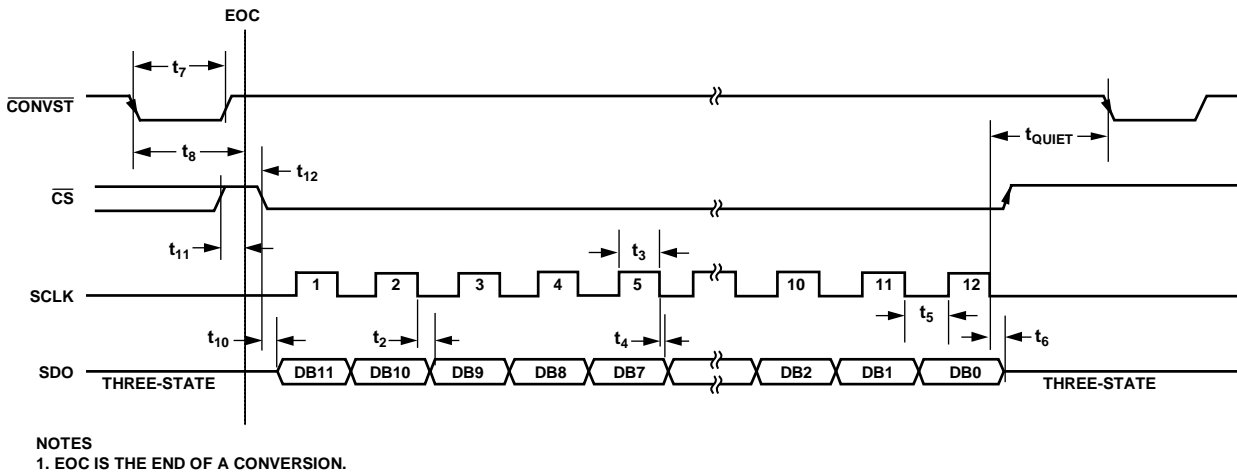 EOC
t7
CONVST
t8
tQUIET
t12
CS
t11
t3
SCLK
1 2 3 4 5 10 11 12
t10
t2
t4
t5
t6
SDO
THREE-STATE
DB11 DB10 DB9 DB8 DB7 DB2 DB1 DB0
THREE-STATE
NOTES
1. EOC IS THE END OF A CONVERSION.